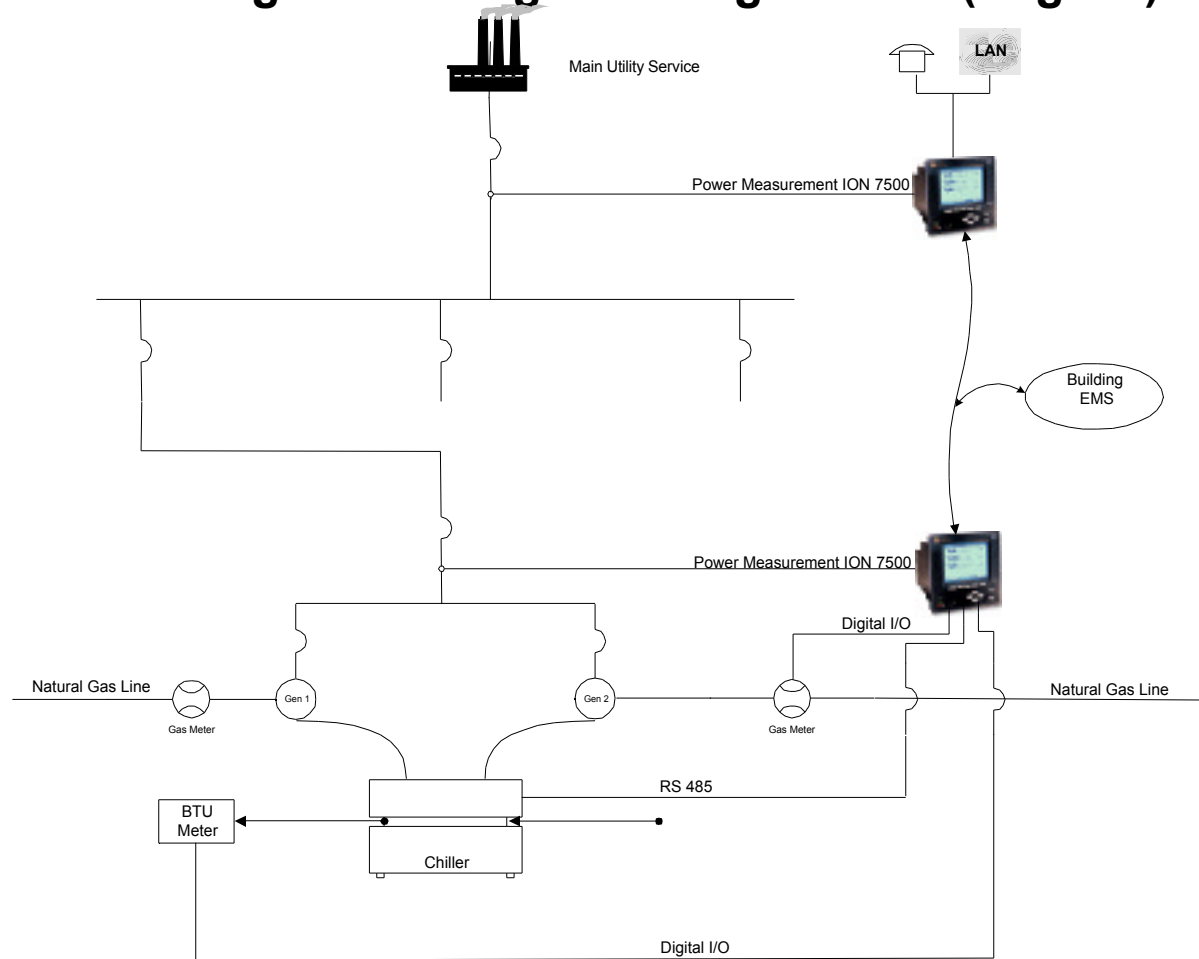 Main Utility Service
LAN
Power Measurement ION 7500
Building
EMS
Power Measurement ION 7500
Digital I/O
Natural Gas Line
Gas Meter
Gen 1
Gen 2
Gas Meter
Natural Gas Line
RS 485
BTU
Meter
Chiller
Digital I/O